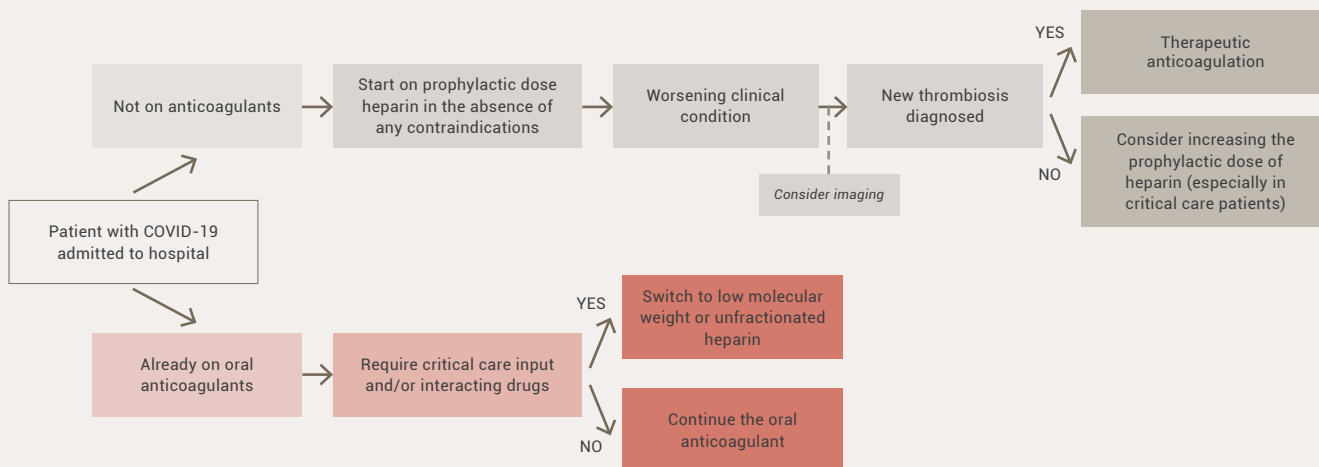 Patient with COVID-19
admitted to hospital
Not on anticoagulants
Start on prophylactic dose
heparin in the absence of
any contraindications
Worsening clinical
condition
Consider imaging
New thrombiosis
diagnosed
YES
Therapeutic
anticoagulation
NO
Consider increasing the
prophylactic dose of
heparin (especially in
critical care patients)
Already on oral
anticoagulants
Require critical care input
and/or interacting drugs
YES
Switch to low molecular
weight or unfractionated
heparin
NO
Continue the oral
anticoagulant